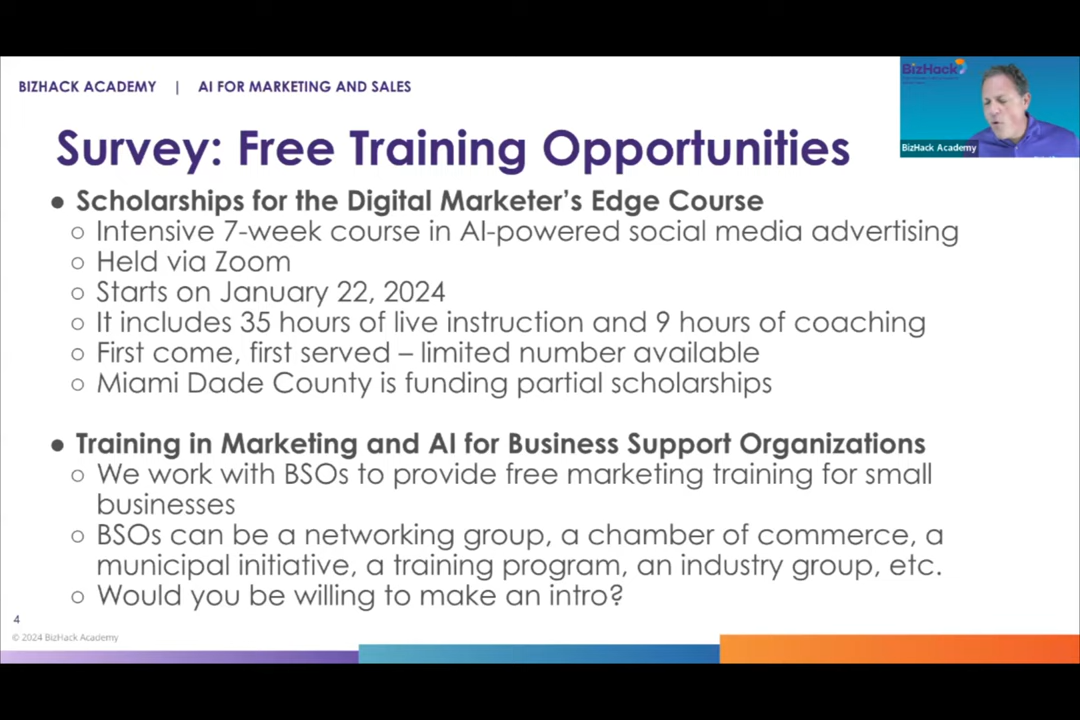 BIZHACK ACADEMY | AI FOR MARKETING AND SALES
BizHack
BizHack Academy
Survey: Free Training Opportunities
● Scholarships for the Digital Marketer’s Edge Course
○ Intensive 7-week course in AI-powered social media advertising
○ Held via Zoom
○ Starts on January 22, 2024
○ It includes 35 hours of live instruction and 9 hours of coaching
○ First come, first served – limited number available
○ Miami Dade County is funding partial scholarships
● Training in Marketing and AI for Business Support Organizations
○ We work with BSOs to provide free marketing training for small
businesses
○ BSOs can be a networking group, a chamber of commerce, a
municipal initiative, a training program, an industry group, etc.
○ Would you be willing to make an intro?
4
© 2024 BizHack Academy